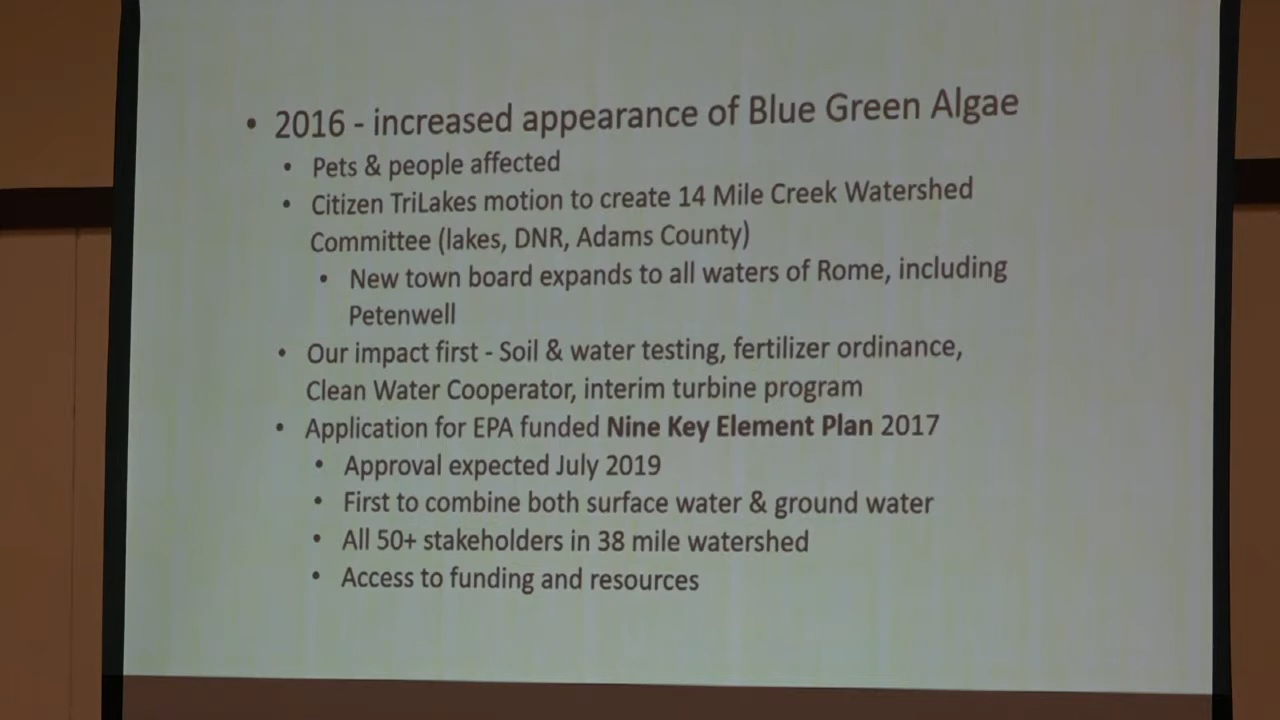 • 2016 - increased appearance of Blue Green Algae
• Pets & people affected
• Citizen TriLakes motion to create 14 Mile Creek Watershed
Committee (lakes, DNR, Adams County)
• New town board expands to all waters of Rome, including
Petenwell
• Our impact first - Soil & water testing, fertilizer ordinance,
Clean Water Cooperator, interim turbine program
• Application for EPA funded Nine Key Element Plan 2017
• Approval expected July 2019
• First to combine both surface water & ground water
• All 50+ stakeholders in 38 mile watershed
• Access to funding and resources